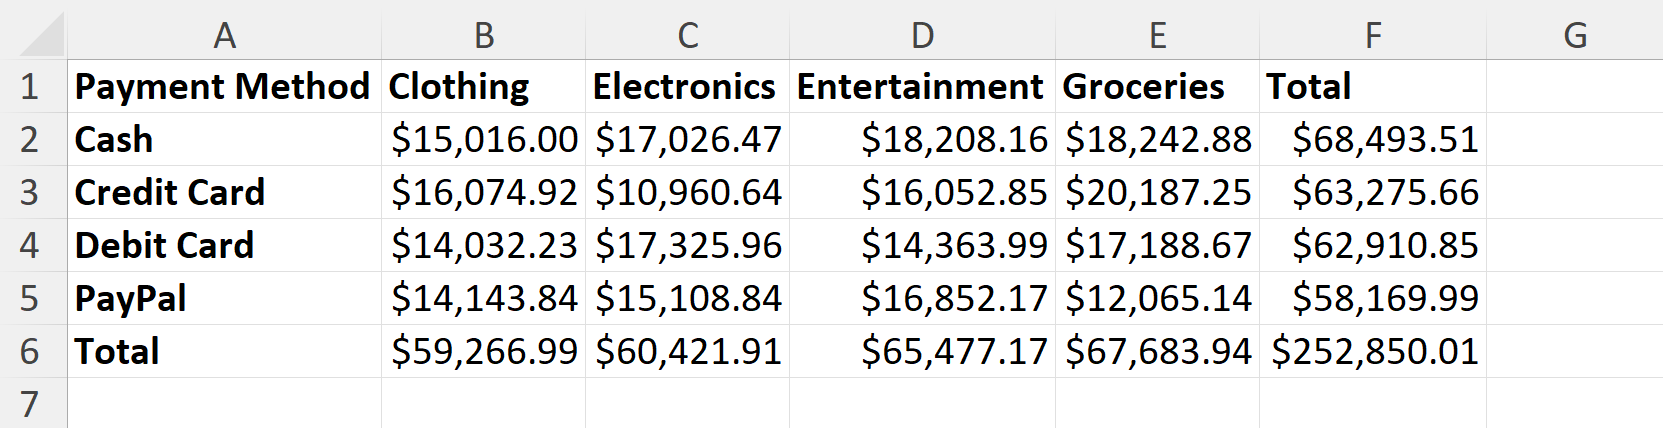 A B C D E F G
1 Payment Method Clothing Electronics Entertainment Groceries Total
2 Cash $15,016.00 $17,026.47 $18,208.16 $18,242.88 $68,493.51
3 Credit Card $16,074.92 $10,960.64 $16,052.85 $20,187.25 $63,275.66
4 Debit Card $14,032.23 $17,325.96 $14,363.99 $17,188.67 $62,910.85
5 PayPal $14,143.84 $15,108.84 $16,852.17 $12,065.14 $58,169.99
6 Total $59,266.99 $60,421.91 $65,477.17 $67,683.94 $252,850.01
7